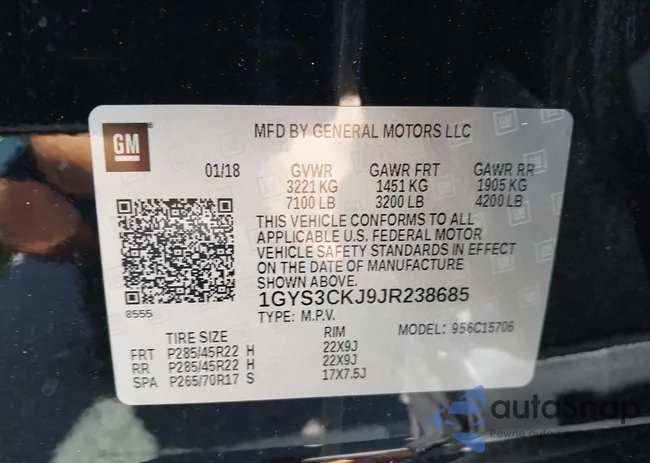 GM
MFD BY GENERAL MOTORS LLC
01/18 GVWR GAWR FRT GAWR RR
3221 KG 1451 KG 1905 KG
7100 LB 3200 LB 4200 LB
THIS VEHICLE CONFORMS TO ALL
APPLICABLE U.S. FEDERAL MOTOR
VEHICLE SAFETY STANDARDS IN EFFECT
ON THE DATE OF MANUFACTURE
SHOWN ABOVE.
8555
1GYS3CKJ9JR238685
TYPE: M.P.V. MODEL: 956C15706
TIRE SIZE RIM
FRT P285/45R22 H 22X9J
RR P285/45R22 H 22X9J
SPA P265/70R17 S 17X7.5J
autoSnap
Pewne auto